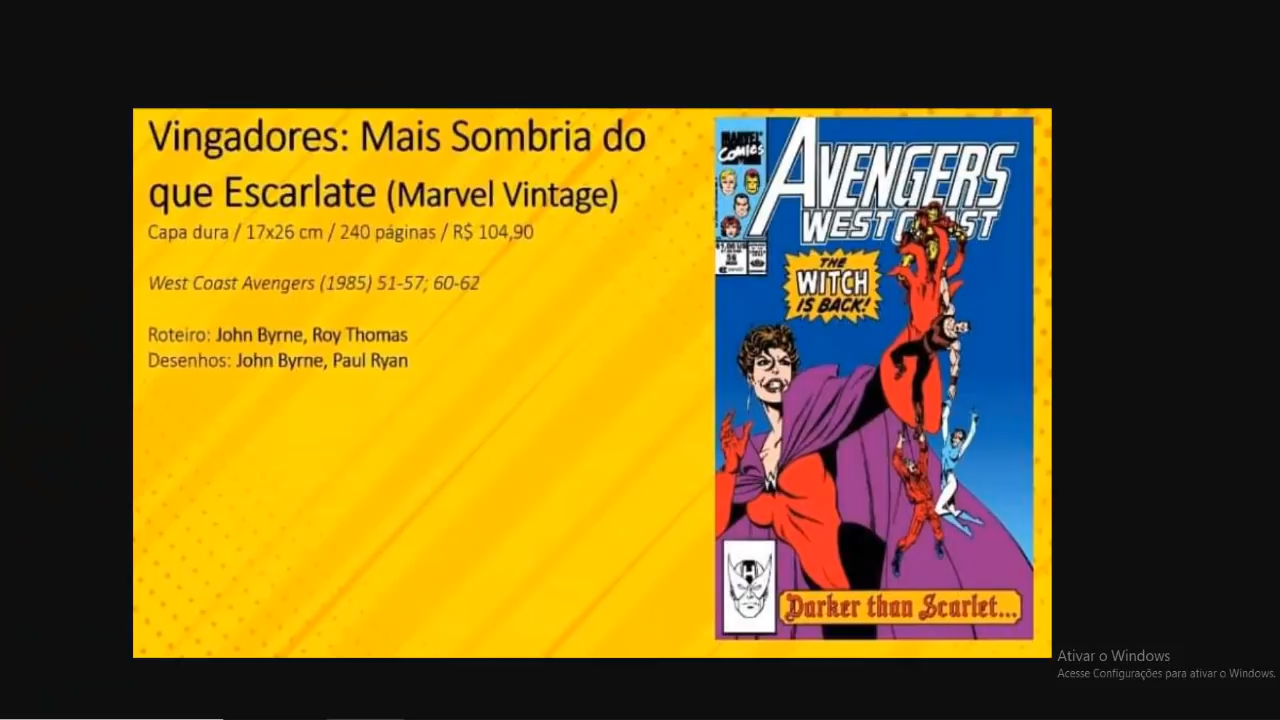 Vingadores: Mais Sombria do
que Escarlate (Marvel Vintage)
Capa dura / 17x26 cm / 240 páginas / R$ 104,90
West Coast Avengers (1985) 51-57; 60-62
Roteiro: John Byrne, Roy Thomas
Desenhos: John Byrne, Paul Ryan
MARVEL
COMICS
AVENGERS
WEST COAST
THE
WITCH
IS BACK!
Darker than Scarlet...
Ativar o Windows
Acesse Configurações para ativar o Windows.